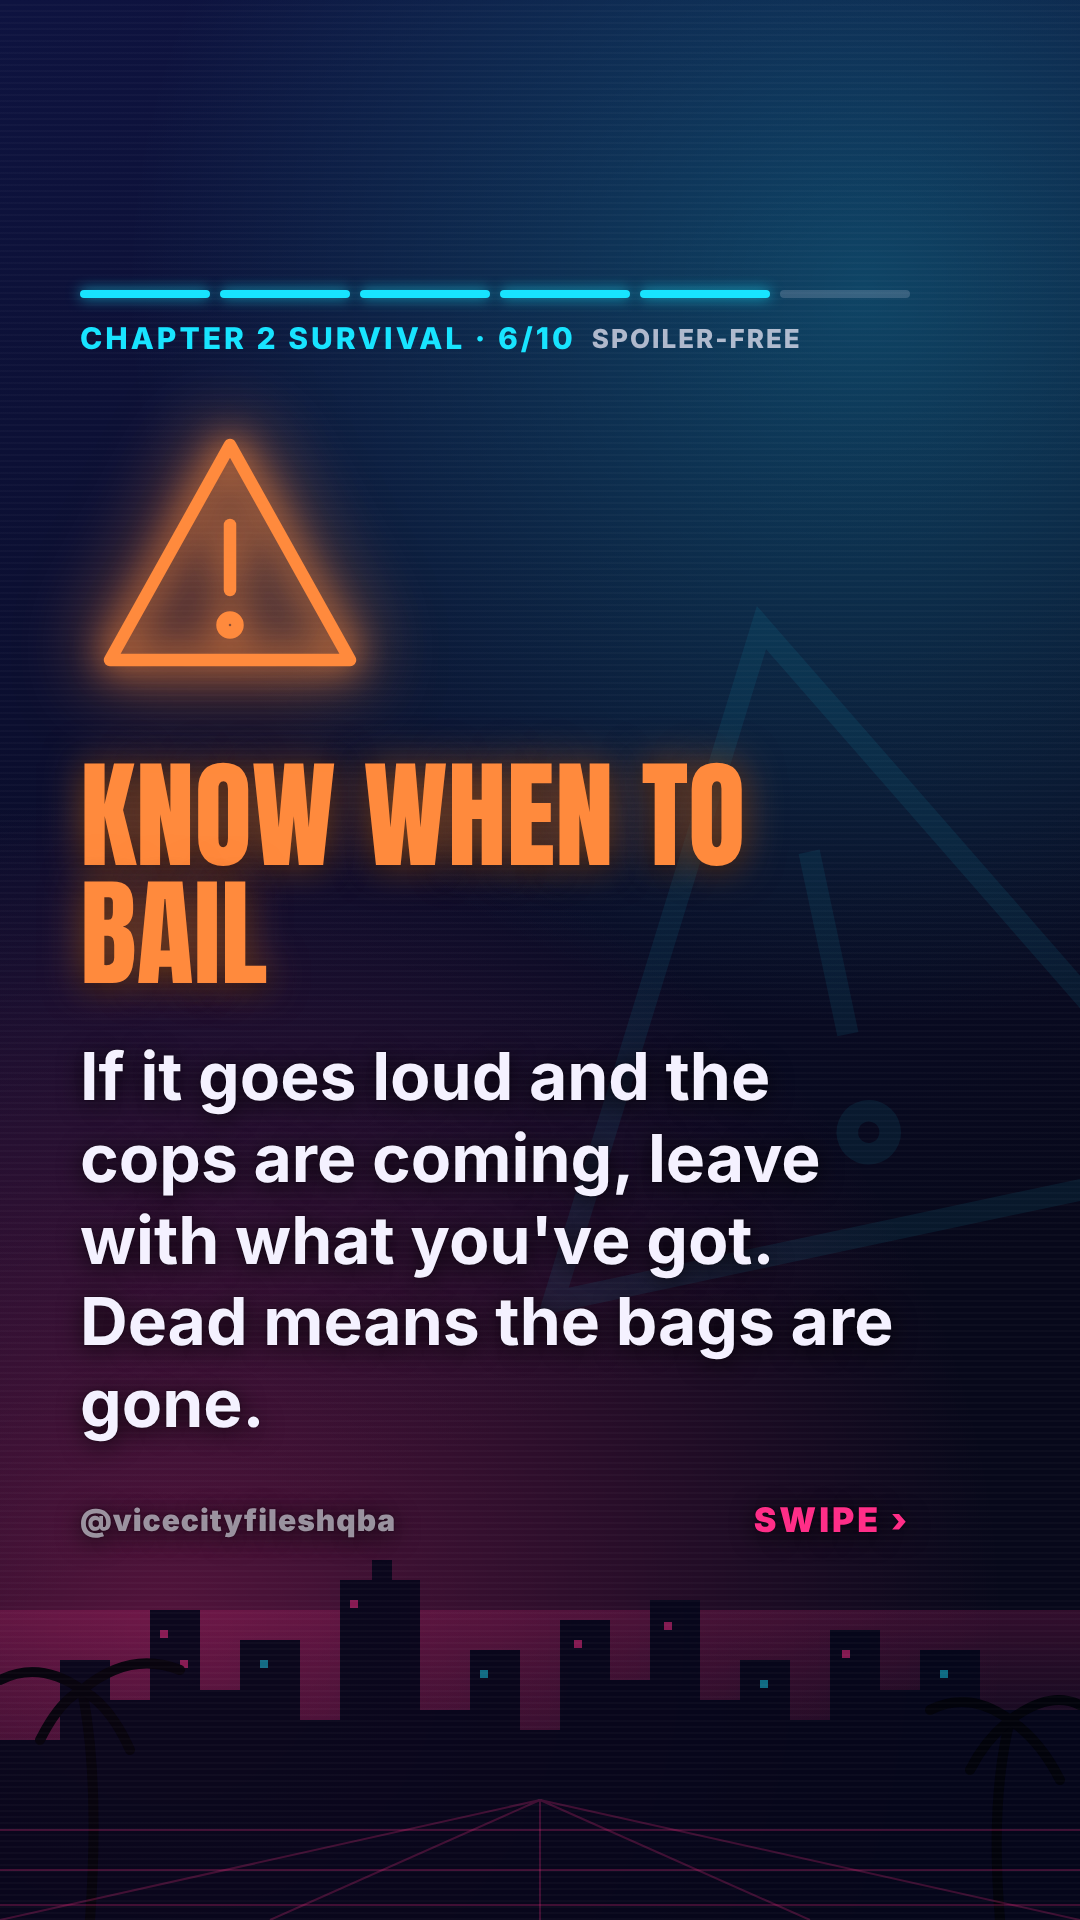 CHAPTER 2 SURVIVAL · 6/10 SPOILER-FREE
KNOW WHEN TO
BAIL
If it goes loud and the
cops are coming, leave
with what you've got.
Dead means the bags are
gone.
@vicecityfileshqba SWIPE ›